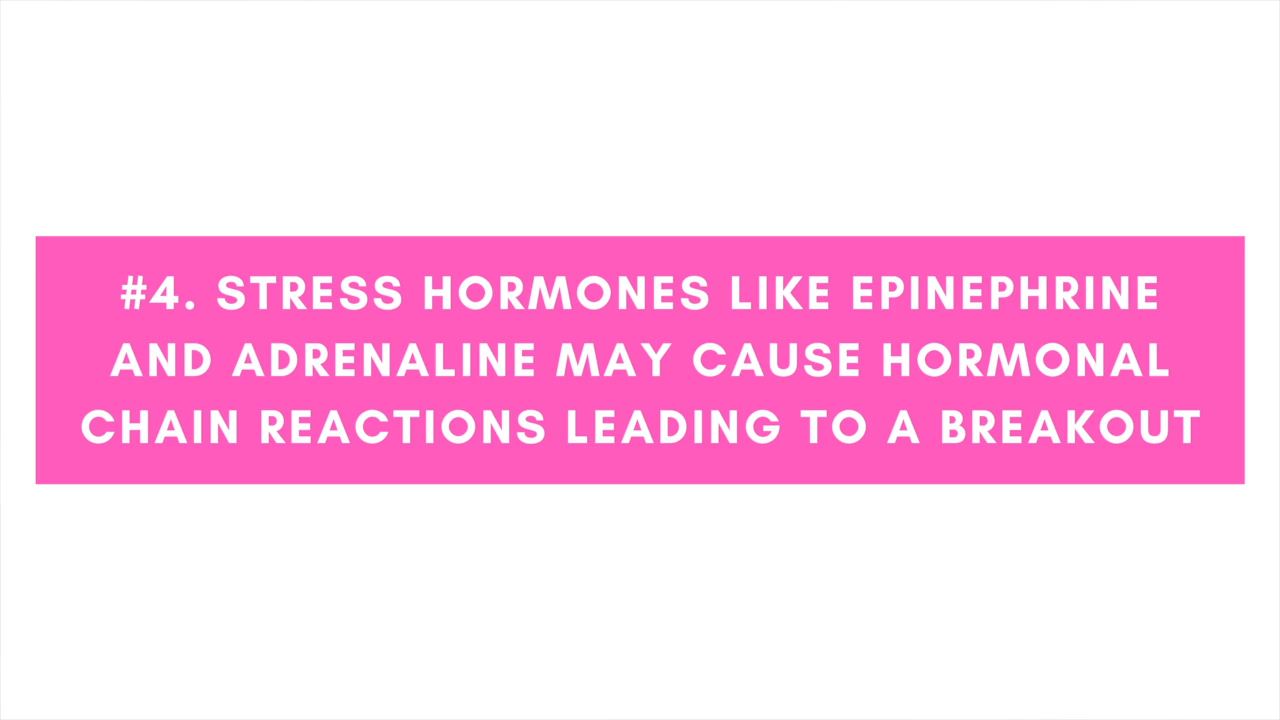 #4. STRESS HORMONES LIKE EPINEPHRINE
AND ADRENALINE MAY CAUSE HORMONAL
CHAIN REACTIONS LEADING TO A BREAKOUT